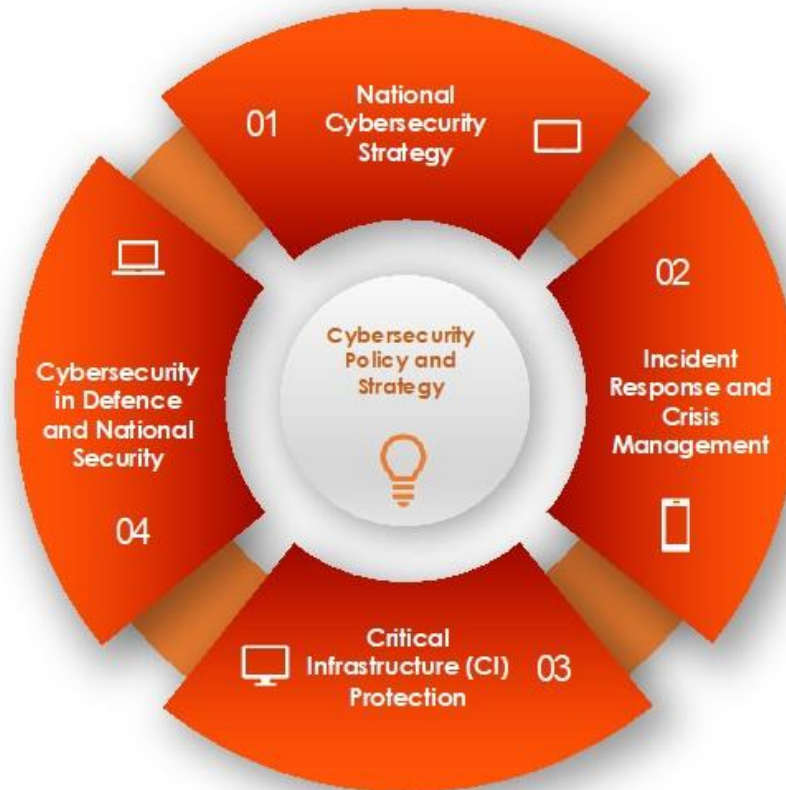 01
National
Cybersecurity
Strategy
02
Incident
Response and
Crisis
Management
Critical
Infrastructure (CI)
Protection
03
Cybersecurity
in Defence
and National
Security
04
Cybersecurity
Policy and
Strategy